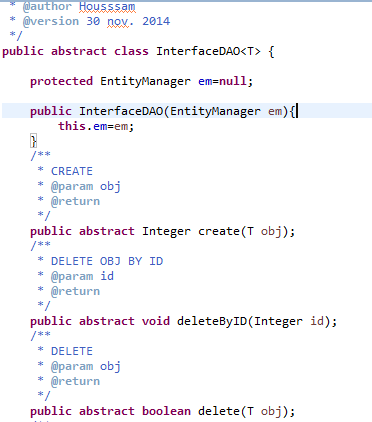 * @author Housssam
* @version 30 nov. 2014
*/
public abstract class InterfaceDAO<T> {
protected EntityManager em=null;
public InterfaceDAO(EntityManager em){
this.em=em;
}
/**
* CREATE
* @param obj
* @return
*/
public abstract Integer create(T obj);
/**
* DELETE OBJ BY ID
* @param id
* @return
*/
public abstract void deleteByID(Integer id);
/**
* DELETE
* @param obj
* @return
*/
public abstract boolean delete(T obj);